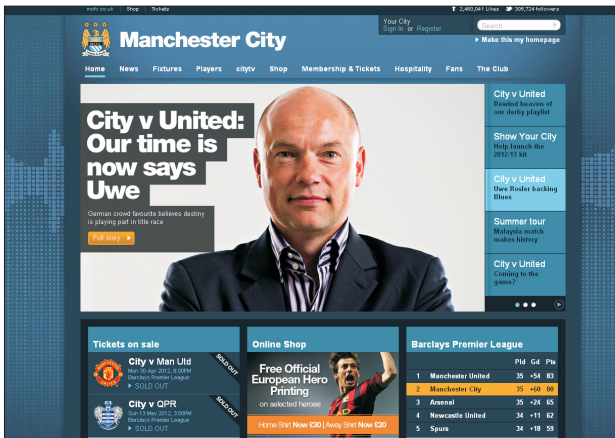 mcfc.co.uk | Shop | Tickets
2,460,041 Likes 305,724 followers
Your City
Sign In or Register
Search
Make this my homepage
Manchester City
Home News Fixtures Players citytv Shop Membership & Tickets Hospitality Fans The Club
City v United:
Our time is
now says
Uwe
German crowd favourite believes destiny
is playing part in title race
Full story
City v United
Rewind heaven of
our derby playlist
Show Your City
Help launch the
2012/13 kit
City v United
Uwe Rosler backing
Blues
Summer tour
Malaysia match
makes history
City v United
Coming to the
game?
Tickets on sale
City v Man Utd
Mon 30 Apr 2012, 8:00PM
Barclays Premier League
SOLD OUT
SOLD OUT
City v QPR
Sun 13 May 2012, 3:00PM
Barclays Premier League
SOLD OUT
SOLD OUT
Online Shop
Free Official
European Hero
Printing
on selected heroes
Home Shirt Now £30 | Away Shirt Now £20
Barclays Premier League
Pld Gd Pts
1 Manchester United 35 +54 83
2 Manchester City 35 +60 80
3 Arsenal 35 +24 65
4 Newcastle United 34 +11 62
5 Spurs 34 +18 59